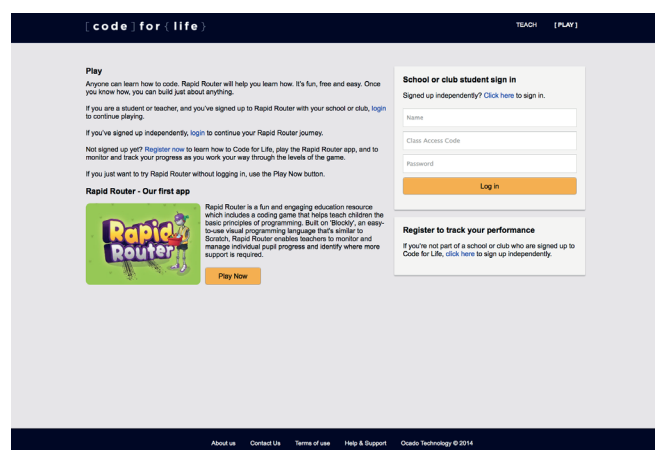 [ code ] for { life }
TEACH [ PLAY ]
Play
Anyone can learn how to code. Rapid Router will help you learn how. It's fun, free and easy. Once
you know how, you can build just about anything.
If you are a student or teacher, and you've signed up to Rapid Router with your school or club, login
to continue playing.
If you've signed up independently, login to continue your Rapid Router journey.
Not signed up yet? Register now to learn how to Code for Life, play the Rapid Router app, and to
monitor and track your progress as you work your way through the levels of the game.
If you just want to try Rapid Router without logging in, use the Play Now button.
Rapid Router - Our first app
Rapid
Router
Rapid Router is a fun and engaging education resource
which includes a coding game that helps teach children the
basic principles of programming. Built on 'Blockly', an easy-
to-use visual programming language that's similar to
Scratch, Rapid Router enables teachers to monitor and
manage individual pupil progress and identify where more
support is required.
Play Now
School or club student sign in
Signed up independently? Click here to sign in.
Name
Class Access Code
Password
Log in
Register to track your performance
If you're not part of a school or club who are signed up to
Code for Life, click here to sign up independently.
About us Contact Us Terms of use Help & Support Ocado Technology © 2014